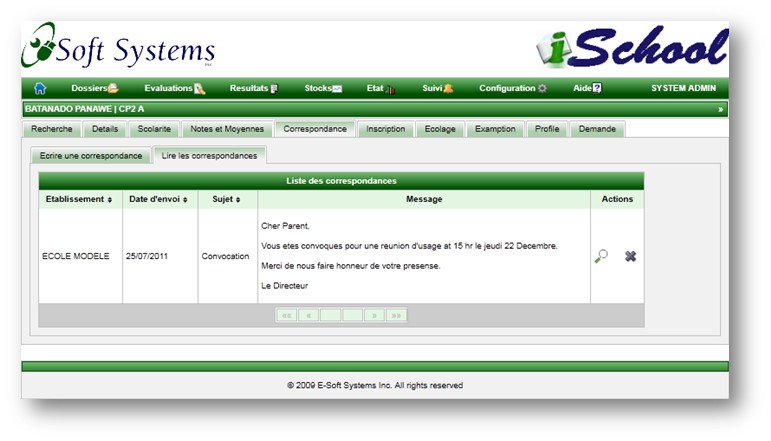 eSoft Systems Inc
iSchool
Dossiers Evaluations Resultats Stocks Etat Suivi Configuration Aide SYSTEM ADMIN
BATANADO PANAWE | CP2 A »
Recherche Details Scolarite Notes et Moyennes Correspondance Inscription Ecolage Examption Profile Demande
Ecrire une correspondance Lire les correspondances
Liste des correspondances
Etablissement Date d'envoi Sujet Message Actions
Cher Parent,
Vous etes convoques pour une reunion d'usage at 15 hr le jeudi 22 Decembre.
ECOLE MODELE 25/07/2011 Convocation
Merci de nous faire honneur de votre presense.
Le Directeur
«« « » »»
© 2009 E-Soft Systems Inc. All rights reserved